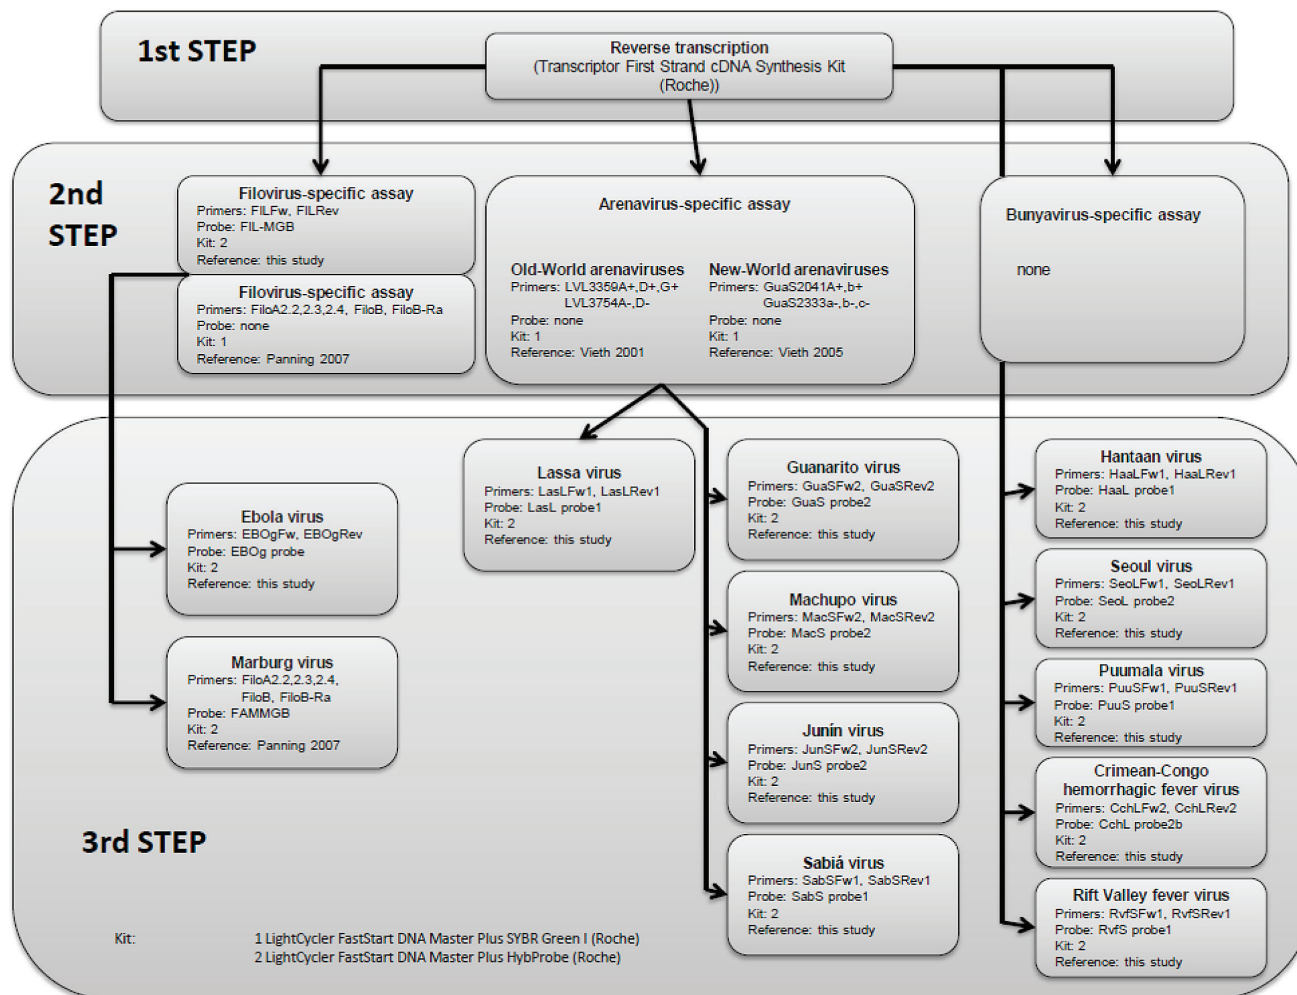 1st STEP
Reverse transcription
(Transcriptor First Strand cDNA Synthesis Kit
(Roche))
2nd
STEP
Filovirus-specific assay
Primers: FILFw, FILRev
Probe: FIL-MGB
Kit: 2
Reference: this study
Filovirus-specific assay
Primers: FiloA2.2,2.3,2.4, FiloB, FiloB-Ra
Probe: none
Kit: 1
Reference: Panning 2007
Arenavirus-specific assay
Old-World arenaviruses
Primers: LVL3359A+,D+,G+
LVL3754A-,D-
Probe: none
Kit: 1
Reference: Vieth 2001
New-World arenaviruses
Primers: GuaS2041A+,b+
GuaS2333a-,b-,c-
Probe: none
Kit: 1
Reference: Vieth 2005
Bunyavirus-specific assay
none
3rd STEP
Ebola virus
Primers: EBOgFw, EBOgRev
Probe: EBOg probe
Kit: 2
Reference: this study
Marburg virus
Primers: FiloA2.2,2.3,2.4,
FiloB, FiloB-Ra
Probe: FAMMGB
Kit: 2
Reference: Panning 2007
Lassa virus
Primers: LasLFw1, LasLRev1
Probe: LasL probe1
Kit: 2
Reference: this study
Guanarito virus
Primers: GuaSFw2, GuaSRev2
Probe: GuaS probe2
Kit: 2
Reference: this study
Machupo virus
Primers: MacSFw2, MacSRev2
Probe: MacS probe2
Kit: 2
Reference: this study
Junín virus
Primers: JunSFw2, JunSRev2
Probe: JunS probe2
Kit: 2
Reference: this study
Sabiá virus
Primers: SabSFw1, SabSRev1
Probe: SabS probe1
Kit: 2
Reference: this study
Hantaan virus
Primers: HaaLFw1, HaaLRev1
Probe: HaaL probe1
Kit: 2
Reference: this study
Seoul virus
Primers: SeoLFw1, SeoLRev1
Probe: SeoL probe2
Kit: 2
Reference: this study
Puumala virus
Primers: PuuSFw1, PuuSRev1
Probe: PuuS probe1
Kit: 2
Reference: this study
Crimean-Congo
hemorrhagic fever virus
Primers: CchLFw2, CchLRev2
Probe: CchL probe2b
Kit: 2
Reference: this study
Rift Valley fever virus
Primers: RvfSFw1, RvfSRev1
Probe: RvfS probe1
Kit: 2
Reference: this study
Kit: 1 LightCycler FastStart DNA Master Plus SYBR Green I (Roche)
2 LightCycler FastStart DNA Master Plus HybProbe (Roche)